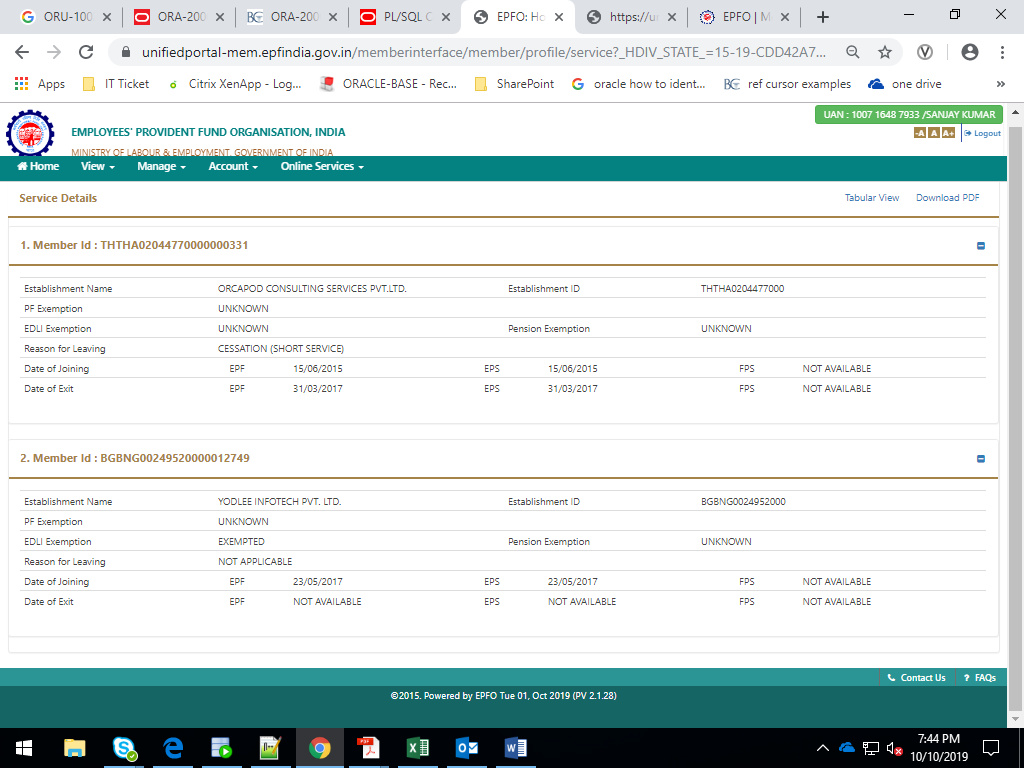 ORU-100
ORA-200
ORA-200
PL/SQL C
EPFO: Ho
https://u
EPFO | M
unifiedportal-mem.epfindia.gov.in/memberinterface/member/profile/service?_HDIV_STATE_=15-19-CDD42A7...
Apps
IT Ticket
Citrix XenApp - Log...
ORACLE-BASE - Rec...
SharePoint
oracle how to ident...
ref cursor examples
one drive
»
UAN : 1007 1648 7933 /SANJAY KUMAR
EMPLOYEES' PROVIDENT FUND ORGANISATION, INDIA
-A A A+
Logout
MINISTRY OF LABOUR & EMPLOYMENT, GOVERNMENT OF INDIA
Home View Manage Account Online Services
Service Details
Tabular View Download PDF
1. Member Id : THTHA02044770000000331
Establishment Name ORCAPOD CONSULTING SERVICES PVT.LTD. Establishment ID THTHA0204477000
PF Exemption UNKNOWN
EDLI Exemption UNKNOWN Pension Exemption UNKNOWN
Reason for Leaving CESSATION (SHORT SERVICE)
Date of Joining EPF 15/06/2015 EPS 15/06/2015 FPS NOT AVAILABLE
Date of Exit EPF 31/03/2017 EPS 31/03/2017 FPS NOT AVAILABLE
2. Member Id : BGBNG00249520000012749
Establishment Name YODLEE INFOTECH PVT. LTD. Establishment ID BGBNG0024952000
PF Exemption UNKNOWN
EDLI Exemption EXEMPTED Pension Exemption UNKNOWN
Reason for Leaving NOT APPLICABLE
Date of Joining EPF 23/05/2017 EPS 23/05/2017 FPS NOT AVAILABLE
Date of Exit EPF NOT AVAILABLE EPS NOT AVAILABLE FPS NOT AVAILABLE
Contact Us ? FAQs
©2015. Powered by EPFO Tue 01, Oct 2019 (PV 2.1.28)
7:44 PM
10/10/2019